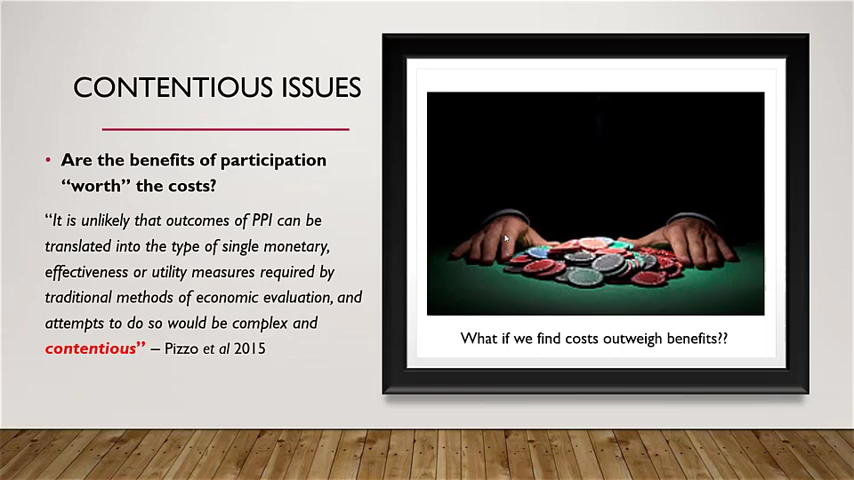 CONTENTIOUS ISSUES
• Are the benefits of participation
“worth” the costs?
“It is unlikely that outcomes of PPI can be
translated into the type of single monetary,
effectiveness or utility measures required by
traditional methods of economic evaluation, and
attempts to do so would be complex and
contentious” – Pizzo et al 2015
What if we find costs outweigh benefits??